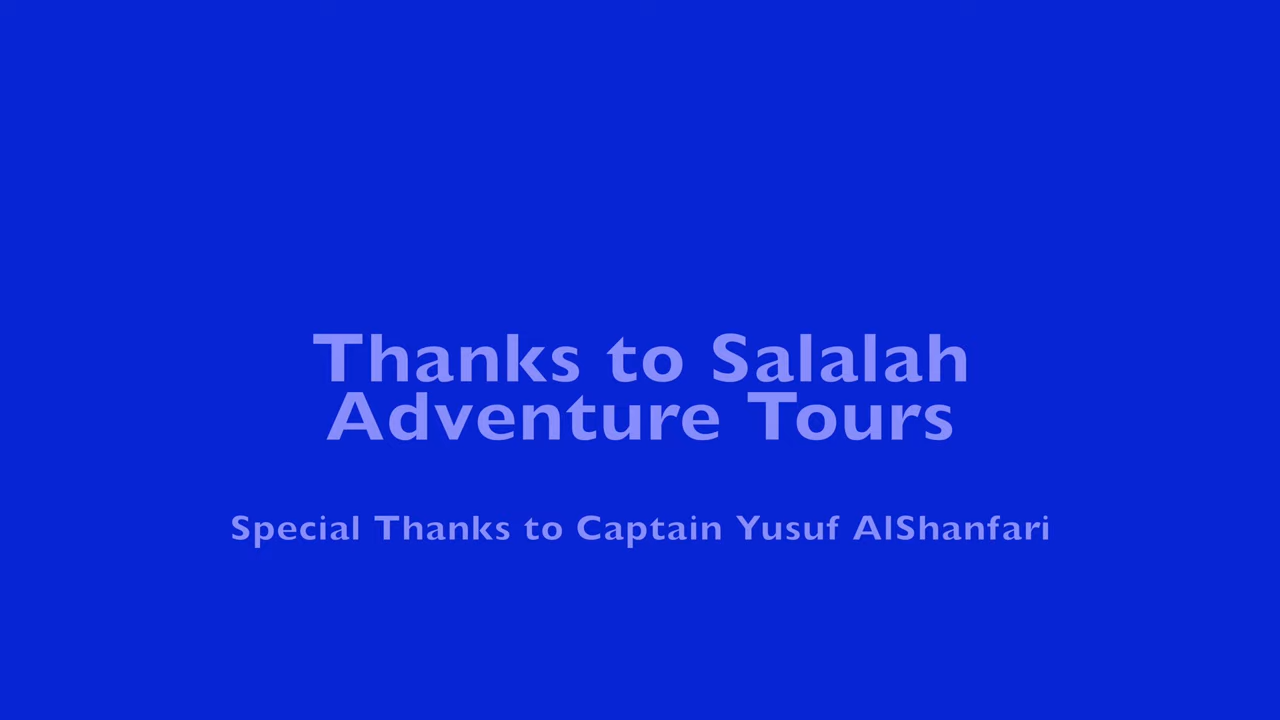 Thanks to Salalah
Adventure Tours
Special Thanks to Captain Yusuf AlShanfari